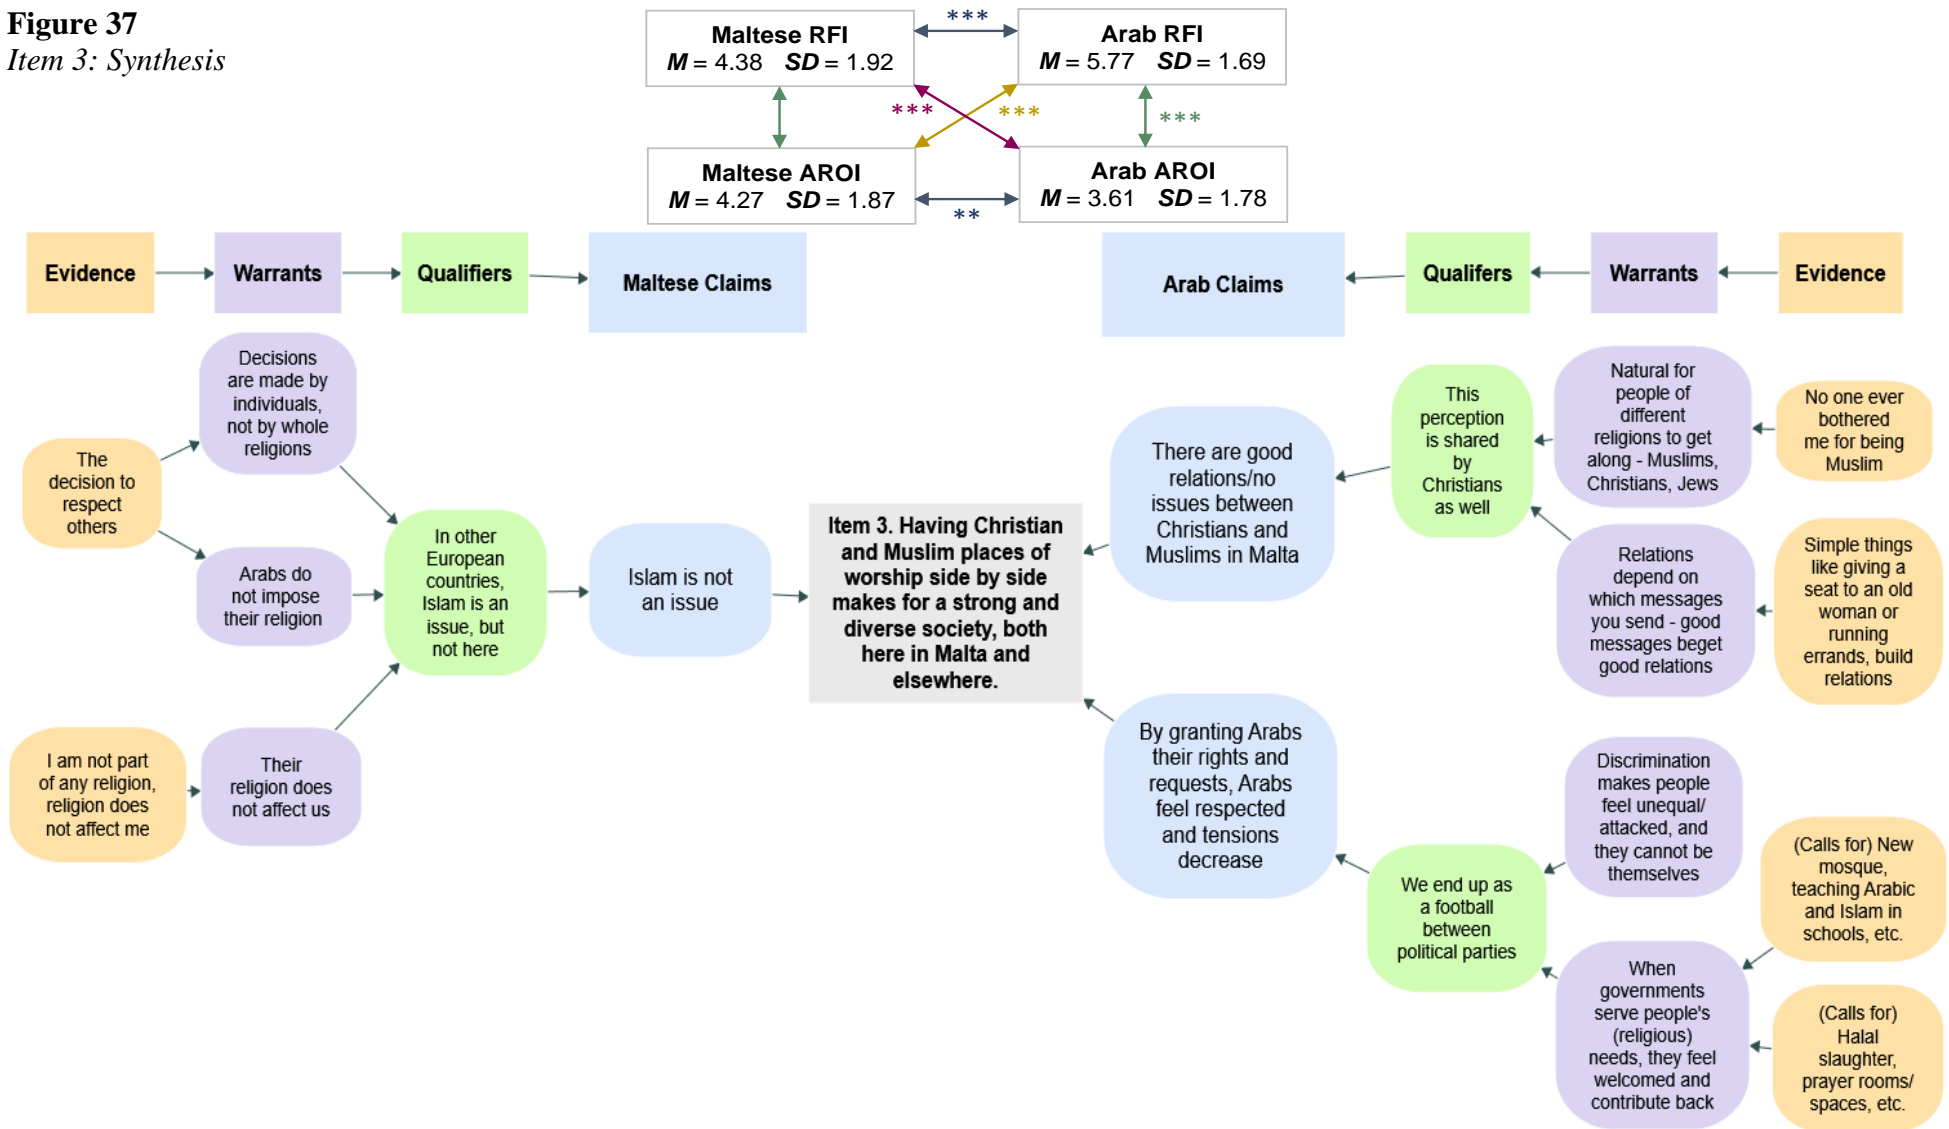 Figure 37
Item 3: Synthesis
Maltese RFI
M = 4.38 SD = 1.92
***
Arab RFI
M = 5.77 SD = 1.69
***
***
***
Maltese AROI
M = 4.27 SD = 1.87
**
Arab AROI
M = 3.61 SD = 1.78
Evidence
Warrants
Qualifiers
Maltese Claims
Arab Claims
Qualifers
Warrants
Evidence
The
decision to
respect
others
I am not part
of any religion,
religion does
not affect me
Decisions
are made by
individuals,
not by whole
religions
Arabs do
not impose
their religion
Their
religion does
not affect us
In other
European
countries,
Islam is an
issue, but
not here
Islam is not
an issue
Item 3. Having Christian
and Muslim places of
worship side by side
makes for a strong and
diverse society, both
here in Malta and
elsewhere.
There are good
relations/no
issues between
Christians and
Muslims in Malta
By granting Arabs
their rights and
requests, Arabs
feel respected
and tensions
decrease
This
perception
is shared
by
Christians
as well
We end up as
a football
between
political parties
Natural for
people of
different
religions to get
along - Muslims,
Christians, Jews
Relations
depend on
which messages
you send - good
messages beget
good relations
Discrimination
makes people
feel unequal/
attacked, and
they cannot be
themselves
When
governments
serve people's
(religious)
needs, they feel
welcomed and
contribute back
No one ever
bothered
me for being
Muslim
Simple things
like giving a
seat to an old
woman or
running
errands, build
relations
(Calls for) New
mosque,
teaching Arabic
and Islam in
schools, etc.
(Calls for)
Halal
slaughter,
prayer rooms/
spaces, etc.